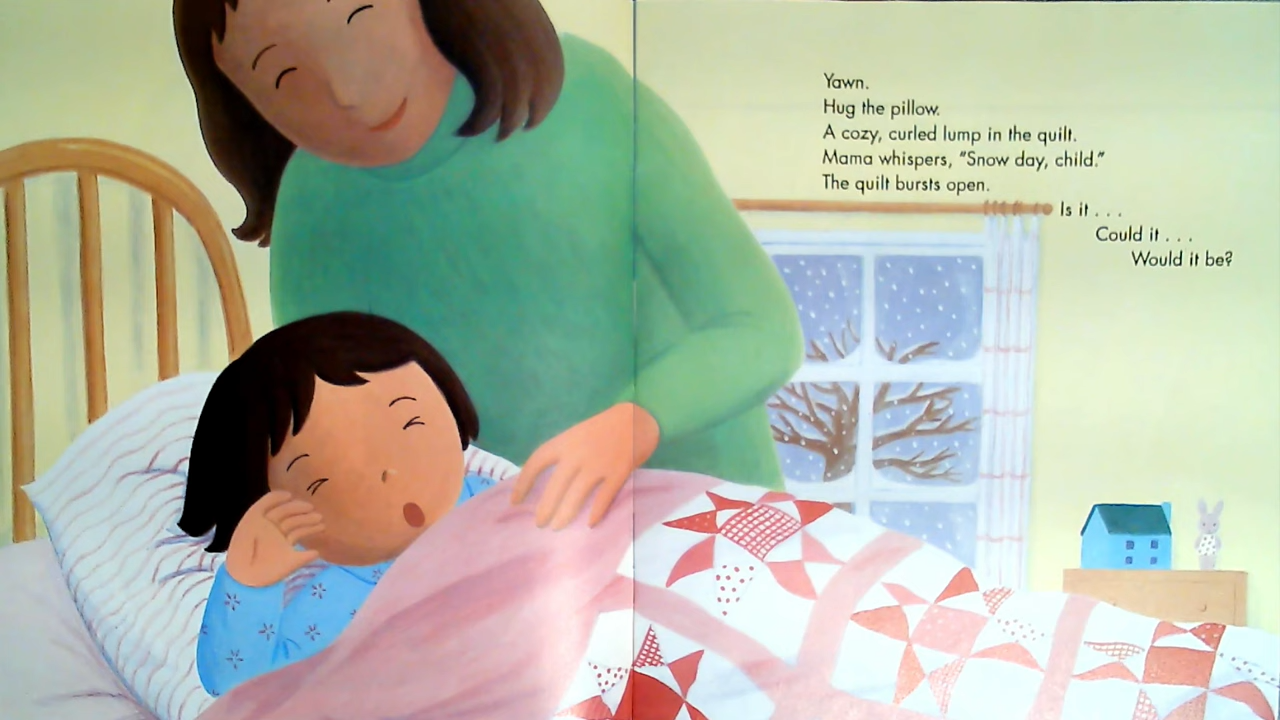 Yawn.
Hug the pillow.
A cozy, curled lump in the quilt.
Mama whispers, “Snow day, child.”
The quilt bursts open.
Is it . . .
Could it . . .
Would it be?